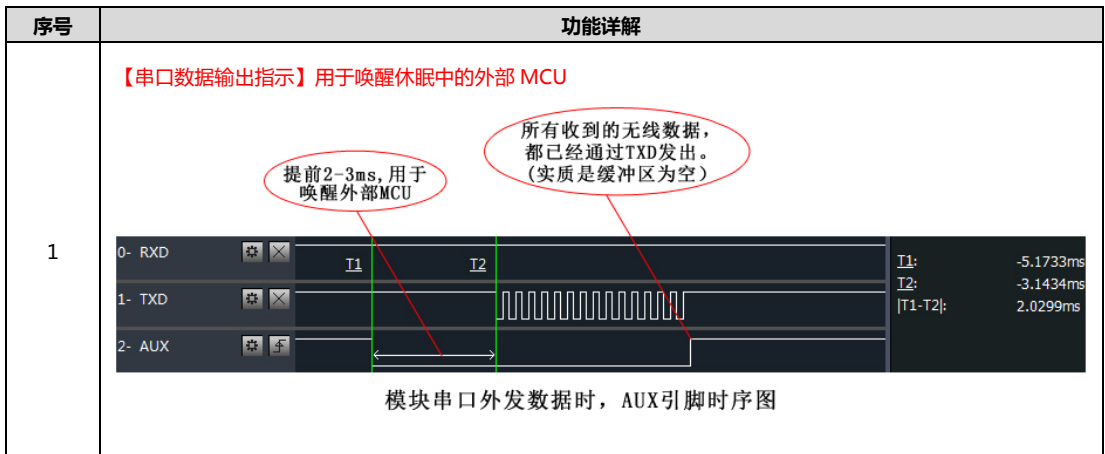 序号 功能详解
1
【串口数据输出指示】用于唤醒休眠中的外部 MCU
提前2-3ms,用于
唤醒外部MCU
所有收到的无线数据，
都已经通过TXD发出。
(实质是缓冲区为空)
0- RXD
T1 T2
1- TXD
2- AUX
T1: -5.1733ms
T2: -3.1434ms
|T1-T2|: 2.0299ms
模块串口外发数据时，AUX引脚时序图